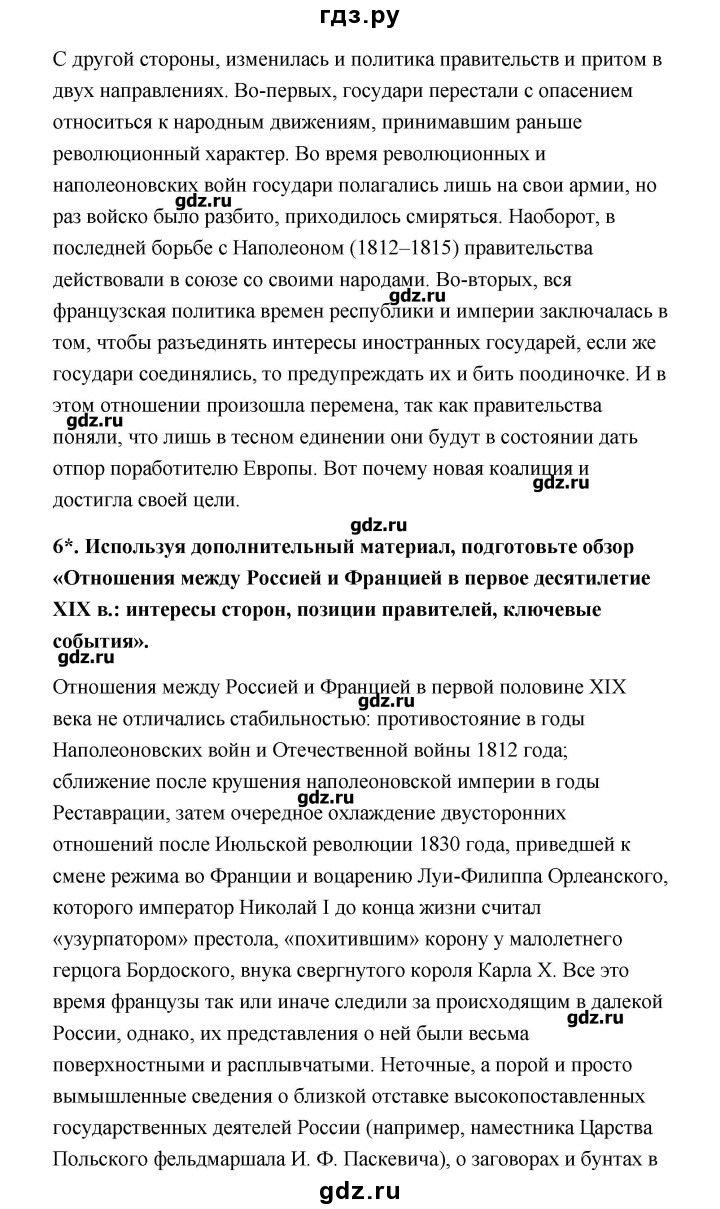 гдз.ру
С другой стороны, изменилась и политика правительств и притом в
двух направлениях. Во-первых, государи перестали с опасением
относиться к народным движениям, принимавшим раньше
революционный характер. Во время революционных и
наполеоновских войн государи полагались лишь на свои армии, но
gdz.ru
раз войско было разбито, приходилось смиряться. Наоборот, в
последней борьбе с Наполеоном (1812–1815) правительства
действовали в союзе со своими народами. Во-вторых, вся
gdz.ru
французская политика времен республики и империи заключалась в
том, чтобы разъединять интересы иностранных государей, если же
государи соединялись, то предупреждать их и бить поодиночке. И в
этом отношении произошла перемена, так как правительства
gdz.ru
поняли, что лишь в тесном единении они будут в состоянии дать
отпор поработителю Европы. Вот почему новая коалиция и
gdz.ru
достигла своей цели.
gdz.ru
6*. Используя дополнительный материал, подготовьте обзор
«Отношения между Россией и Францией в первое десятилетие
XIX в.: интересы сторон, позиции правителей, ключевые
события».
gdz.ru
Отношения между Россией и Францией в первой половине XIX
gdz.ru
века не отличались стабильностью: противостояние в годы
Наполеоновских войн и Отечественной войны 1812 года;
сближение после крушения наполеоновской империи в годы
gdz.ru
Реставрации, затем очередное охлаждение двусторонних
отношений после Июльской революции 1830 года, приведшей к
смене режима во Франции и воцарению Луи-Филиппа Орлеанского,
которого император Николай I до конца жизни считал
«узурпатором» престола, «похитившим» корону у малолетнего
герцога Бордоского, внука свергнутого короля Карла X. Все это
время французы так или иначе следили за происходящим в далекой
gdz.ru
России, однако, их представления о ней были весьма
поверхностными и расплывчатыми. Неточные, а порой и просто
вымышленные сведения о близкой отставке высокопоставленных
государственных деятелей России (например, наместника Царства
Польского фельдмаршала И. Ф. Паскевича), о заговорах и бунтах в
gdz.ru